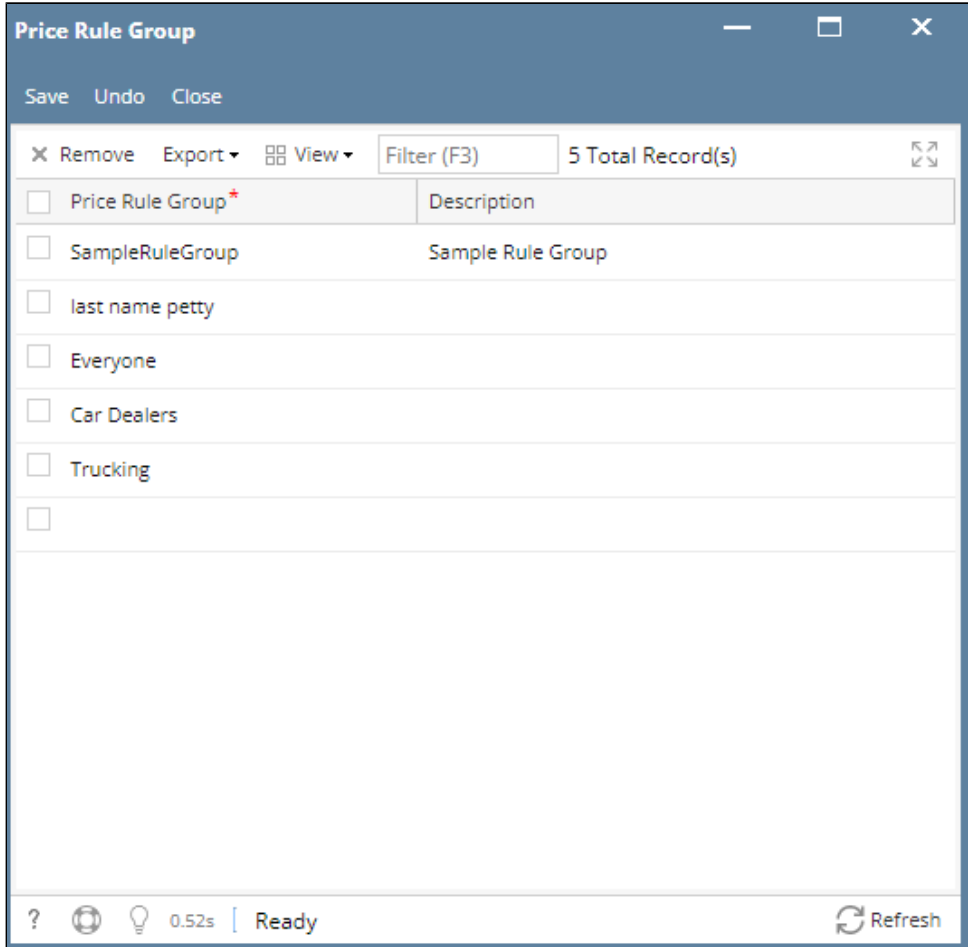 Price Rule Group
Save Undo Close
Remove Export View Filter (F3) 5 Total Record(s)
Price Rule Group* Description
SampleRuleGroup Sample Rule Group
last name petty
Everyone
Car Dealers
Trucking
? 0.52s Ready Refresh